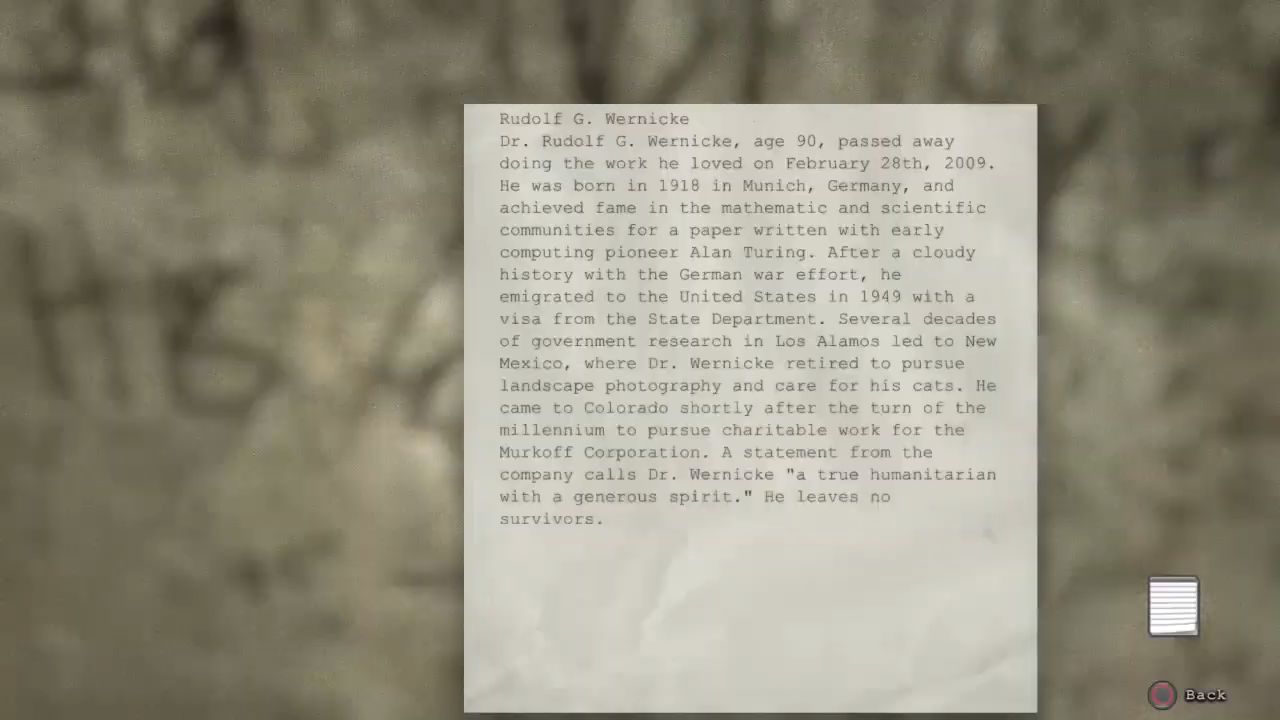 Rudolf G. Wernicke
Dr. Rudolf G. Wernicke, age 90, passed away
doing the work he loved on February 28th, 2009.
He was born in 1918 in Munich, Germany, and
achieved fame in the mathematic and scientific
communities for a paper written with early
computing pioneer Alan Turing. After a cloudy
history with the German war effort, he
emigrated to the United States in 1949 with a
visa from the State Department. Several decades
of government research in Los Alamos led to New
Mexico, where Dr. Wernicke retired to pursue
landscape photography and care for his cats. He
came to Colorado shortly after the turn of the
millennium to pursue charitable work for the
Murkoff Corporation. A statement from the
company calls Dr. Wernicke "a true humanitarian
with a generous spirit." He leaves no
survivors.
Back